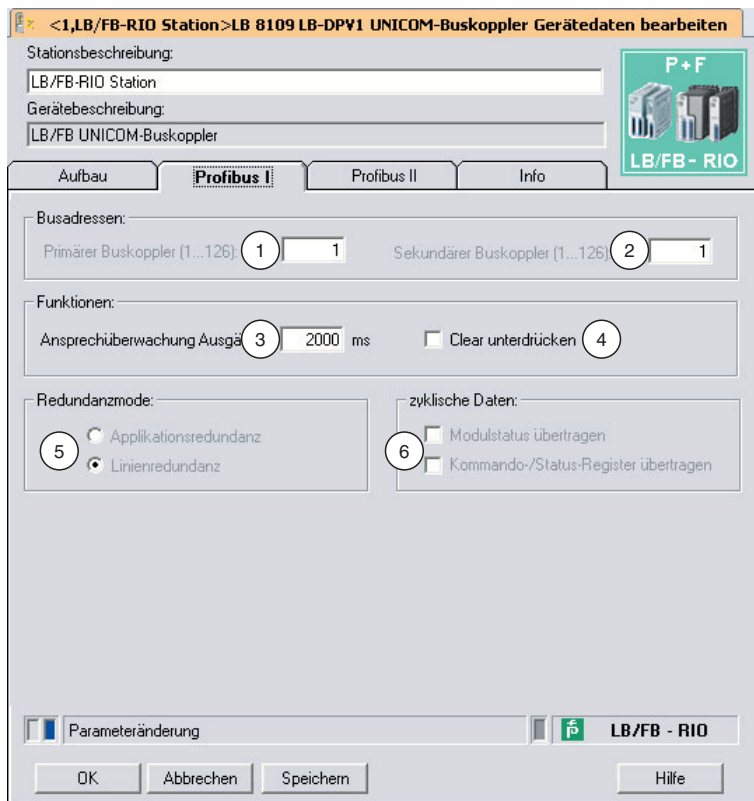 <1,LB/FB-RIO Station>LB 8109 LB-DPV1 UNICOM-Buskoppler Gerätedaten bearbeiten
Stationsbeschreibung:
LB/FB-RIO Station
Gerätebeschreibung:
LB/FB UNICOM-Buskoppler
P+F
LB/FB- RIO
Aufbau Profibus I Profibus II Info
Busadressen:
Primärer Buskoppler (1...126): 1 1 Sekundärer Buskoppler (1...126) 2 1
Funktionen:
Ansprechüberwachung Ausgä 3 2000 ms Clear unterdrücken 4
Redundanzmode: zyklische Daten:
5 Applikationsredundanz
Linienredundanz
6 Modulstatus übertragen
Kommando-/Status-Register übertragen
Parameteränderung LB/FB - RIO
OK Abbrechen Speichern Hilfe